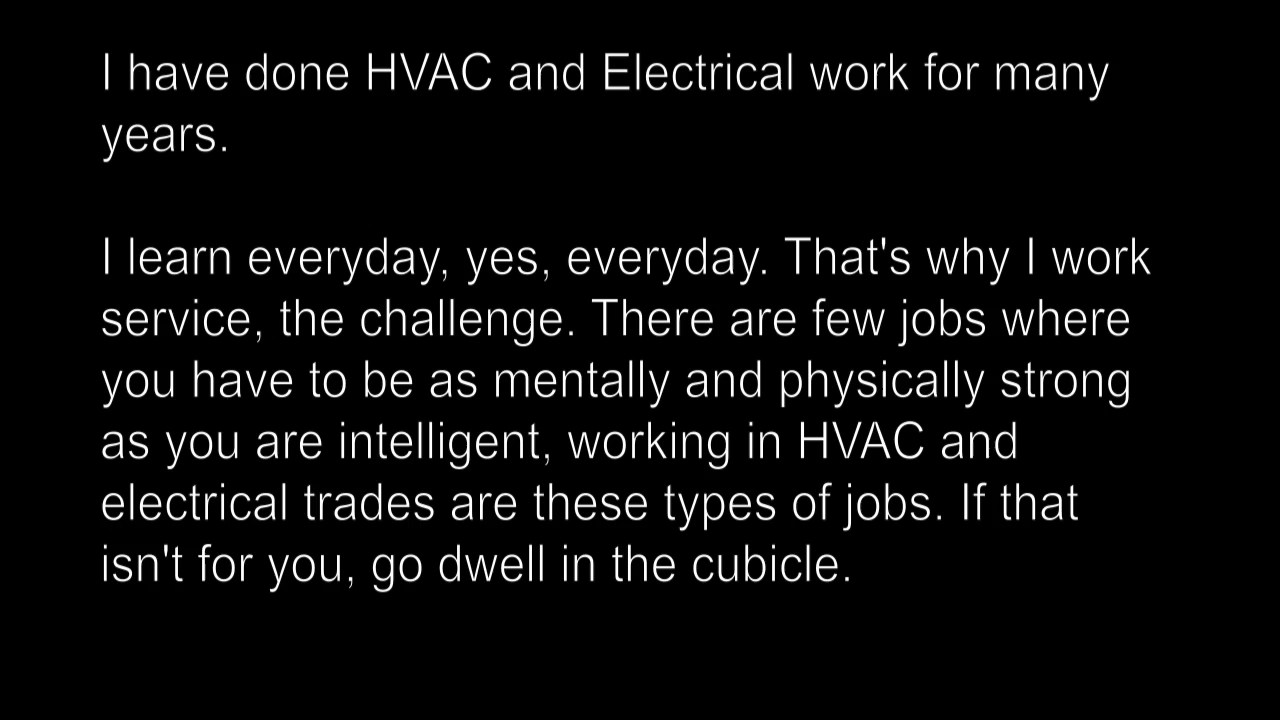 I have done HVAC and Electrical work for many
years.
I learn everyday, yes, everyday. That's why I work
service, the challenge. There are few jobs where
you have to be as mentally and physically strong
as you are intelligent, working in HVAC and
electrical trades are these types of jobs. If that
isn't for you, go dwell in the cubicle.